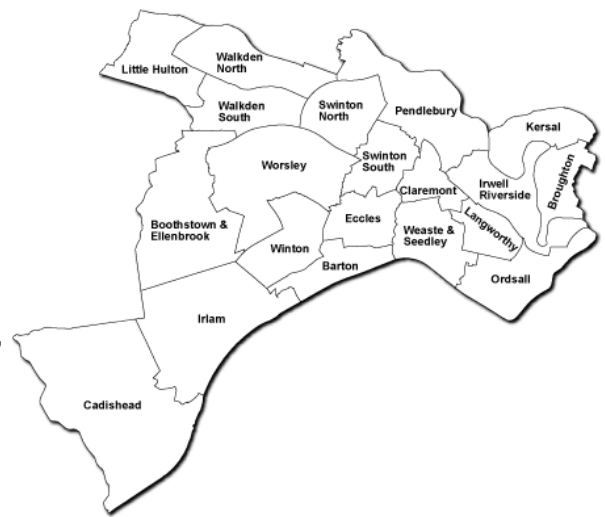 Walkden
North
Little Hulton
Walkden
South
Swinton
North
Pendlebury
Kersal
Worsley
Swinton
South
Claremont
Irwell
Riverside
Broughton
Boothstown &
Ellenbrook
Eccles
Weaste &
Seedley
Langworthy
Winton
Barton
Ordsall
Irlam
Cadishead